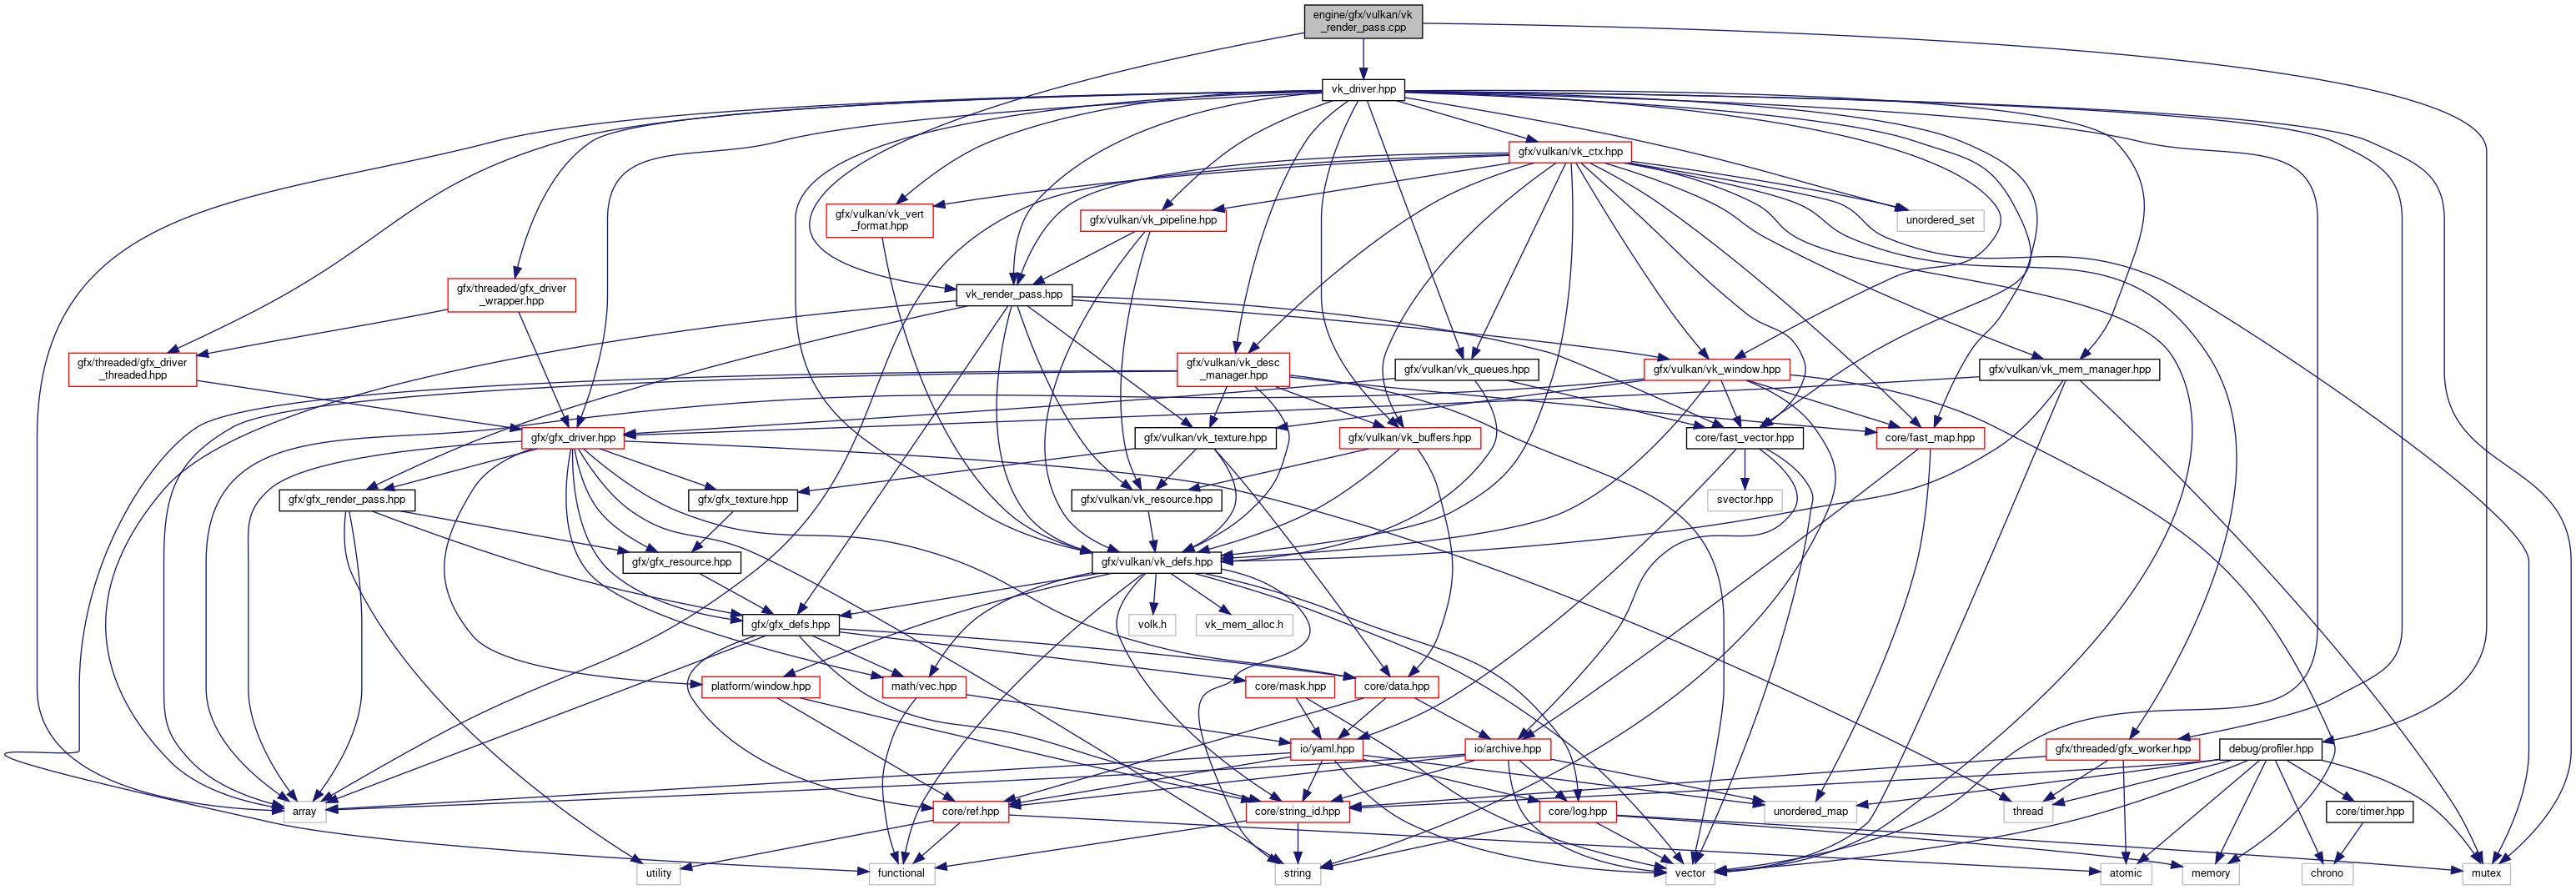 engine/gfx/vulkan/vk
_render_pass.cpp
vk_driver.hpp
gfx/vulkan/vk_ctx.hpp
gfx/vulkan/vk_vert
_format.hpp
gfx/vulkan/vk_pipeline.hpp
unordered_set
gfx/threaded/gfx_driver
_wrapper.hpp
vk_render_pass.hpp
gfx/threaded/gfx_driver
_threaded.hpp
gfx/vulkan/vk_desc
_manager.hpp
gfx/vulkan/vk_queues.hpp
gfx/vulkan/vk_window.hpp
gfx/vulkan/vk_mem_manager.hpp
gfx/gfx_driver.hpp
gfx/vulkan/vk_texture.hpp
gfx/vulkan/vk_buffers.hpp
core/fast_vector.hpp
core/fast_map.hpp
gfx/gfx_render_pass.hpp
gfx/gfx_texture.hpp
gfx/vulkan/vk_resource.hpp
svector.hpp
gfx/gfx_resource.hpp
gfx/vulkan/vk_defs.hpp
gfx/gfx_defs.hpp
volk.h
vk_mem_alloc.h
platform/window.hpp
math/vec.hpp
core/mask.hpp
core/data.hpp
io/yaml.hpp
io/archive.hpp
gfx/threaded/gfx_worker.hpp
debug/profiler.hpp
array
core/ref.hpp
core/string_id.hpp
core/log.hpp
unordered_map
thread
core/timer.hpp
utility
functional
string
vector
atomic
memory
chrono
mutex